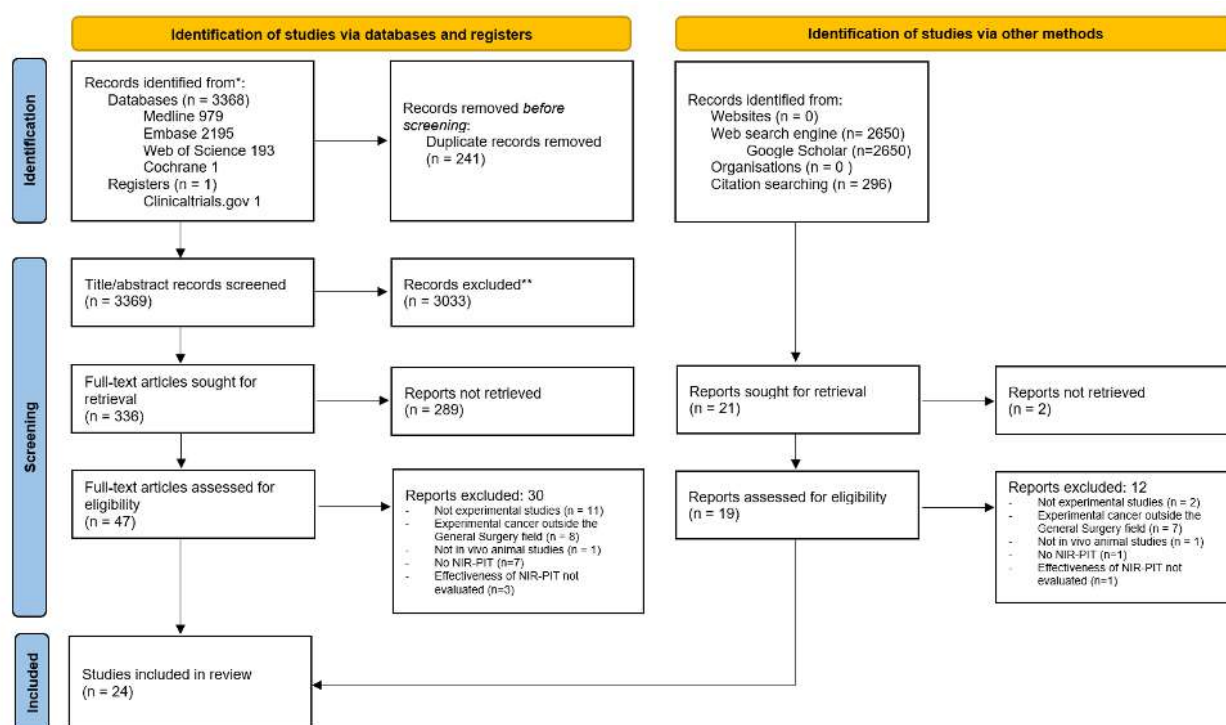 Identification of studies via databases and registers
Identification of studies via other methods
Identification
Records identified from*:
Databases (n = 3368)
Medline 979
Embase 2195
Web of Science 193
Cochrane 1
Registers (n = 1)
Clinicaltrials.gov 1
Records removed before
screening:
Duplicate records removed
(n = 241)
Records identified from:
Websites (n = 0)
Web search engine (n= 2650)
Google Scholar (n=2650)
Organisations (n = 0 )
Citation searching (n = 296)
Screening
Title/abstract records screened
(n = 3369)
Records excluded**
(n = 3033)
Full-text articles sought for
retrieval
(n = 336)
Reports not retrieved
(n = 289)
Reports sought for retrieval
(n = 21)
Reports not retrieved
(n = 2)
Full-text articles assessed for
eligibility
(n = 47)
Reports excluded: 30
- Not experimental studies (n = 11)
- Experimental cancer outside the
General Surgery field (n = 8)
- Not in vivo animal studies (n = 1)
- No NIR-PIT (n=7)
- Effectiveness of NIR-PIT not
evaluated (n=3)
Reports assessed for eligibility
(n = 19)
Reports excluded: 12
- Not experimental studies (n = 2)
- Experimental cancer outside the
General Surgery field (n = 7)
- Not in vivo animal studies (n = 1)
- No NIR-PIT (n=1)
- Effectiveness of NIR-PIT not
evaluated (n=1)
Included
Studies included in review
(n = 24)